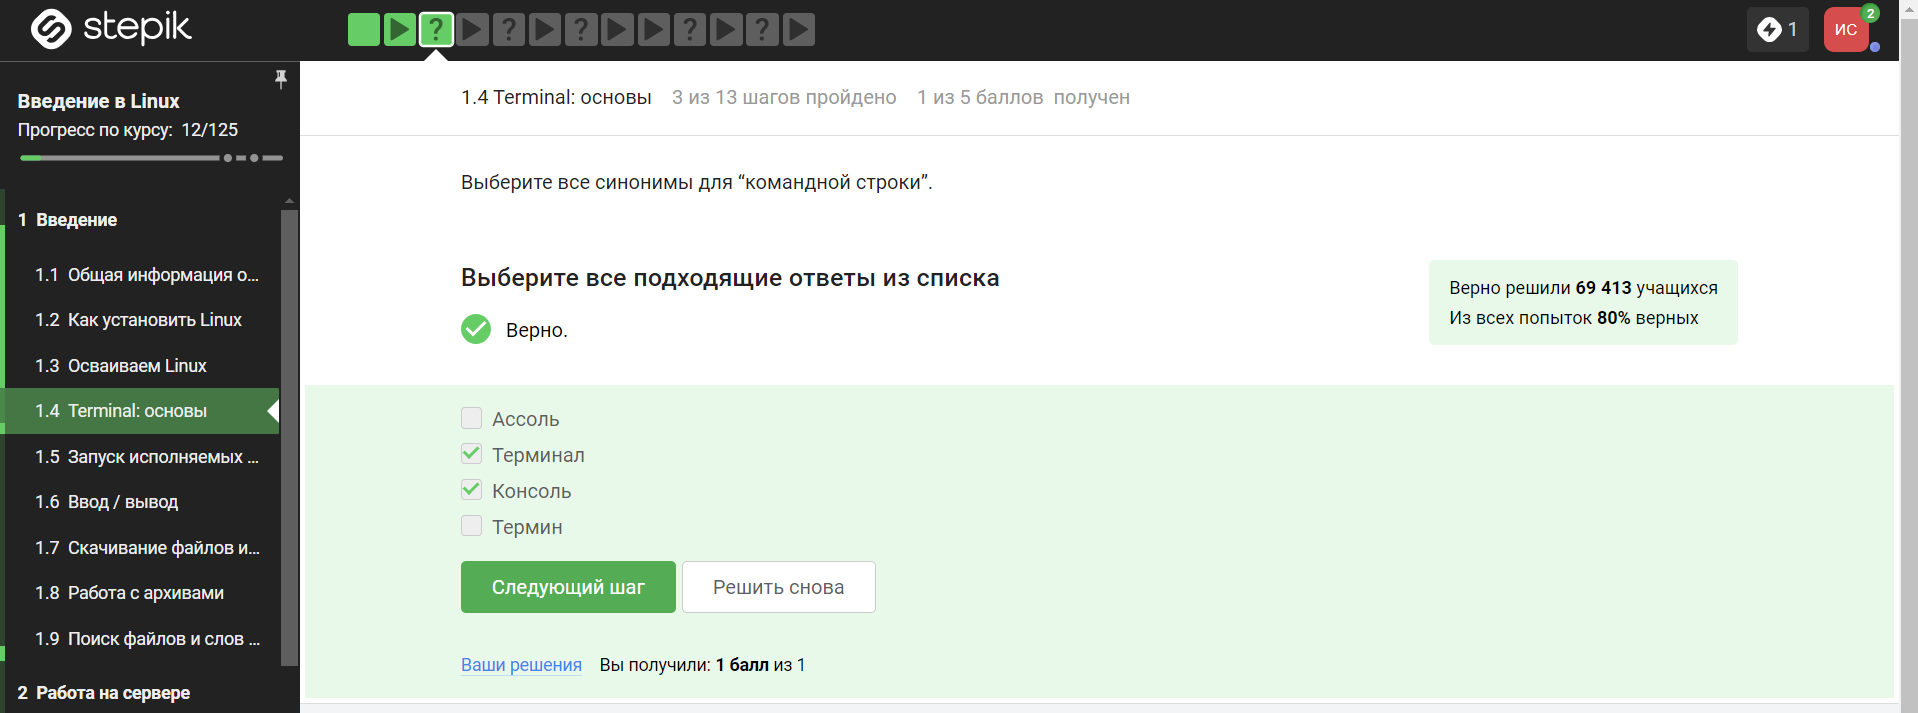 stepik
? ? ? ? ?
1
ИС
2
Введение в Linux
Прогресс по курсу: 12/125
1 Введение
1.1 Общая информация о...
1.2 Как установить Linux
1.3 Осваиваем Linux
1.4 Terminal: основы
1.5 Запуск исполняемых ...
1.6 Ввод / вывод
1.7 Скачивание файлов и...
1.8 Работа с архивами
1.9 Поиск файлов и слов ...
2 Работа на сервере
1.4 Terminal: основы 3 из 13 шагов пройдено 1 из 5 баллов получен
Выберите все синонимы для “командной строки”.
Выберите все подходящие ответы из списка
Верно.
Верно решили 69 413 учащихся
Из всех попыток 80% верных
Ассоль
Терминал
Консоль
Термин
Следующий шаг
Решить снова
Ваши решения Вы получили: 1 балл из 1